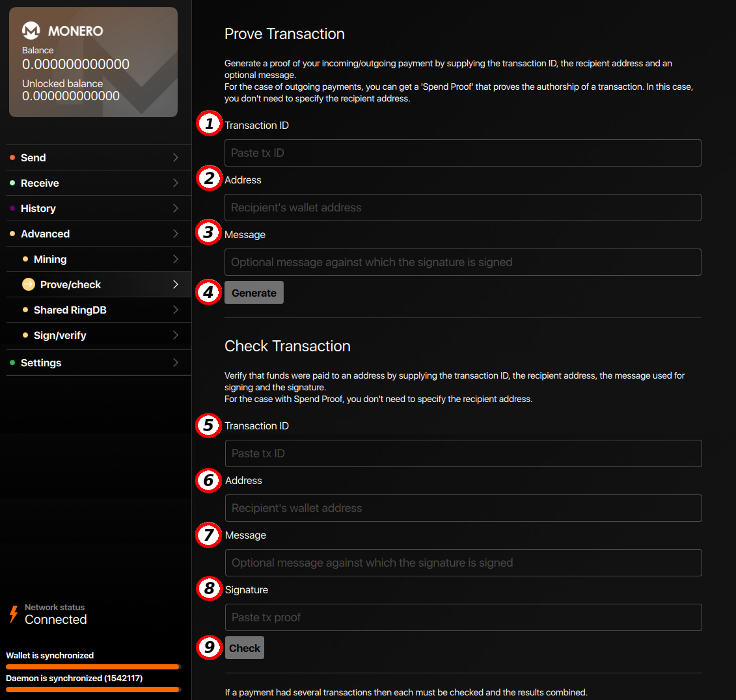 MONERO
Balance
0.000000000000
Unlocked balance
0.000000000000
Send
Receive
History
Advanced
Mining
Prove/check
Shared RingDB
Sign/verify
Settings
Network status
Connected
Wallet is synchronized
Daemon is synchronized (1542117)
Prove Transaction
Generate a proof of your incoming/outgoing payment by supplying the transaction ID, the recipient address and an
optional message.
For the case of outgoing payments, you can get a 'Spend Proof' that proves the authorship of a transaction. In this case,
you don't need to specify the recipient address.
1 Transaction ID
Paste tx ID
2 Address
Recipient's wallet address
3 Message
Optional message against which the signature is signed
4 Generate
Check Transaction
Verify that funds were paid to an address by supplying the transaction ID, the recipient address, the message used for
signing and the signature.
For the case with Spend Proof, you don't need to specify the recipient address.
5 Transaction ID
Paste tx ID
6 Address
Recipient's wallet address
7 Message
Optional message against which the signature is signed
8 Signature
Paste tx proof
9 Check
If a payment had several transactions then each must be checked and the results combined.